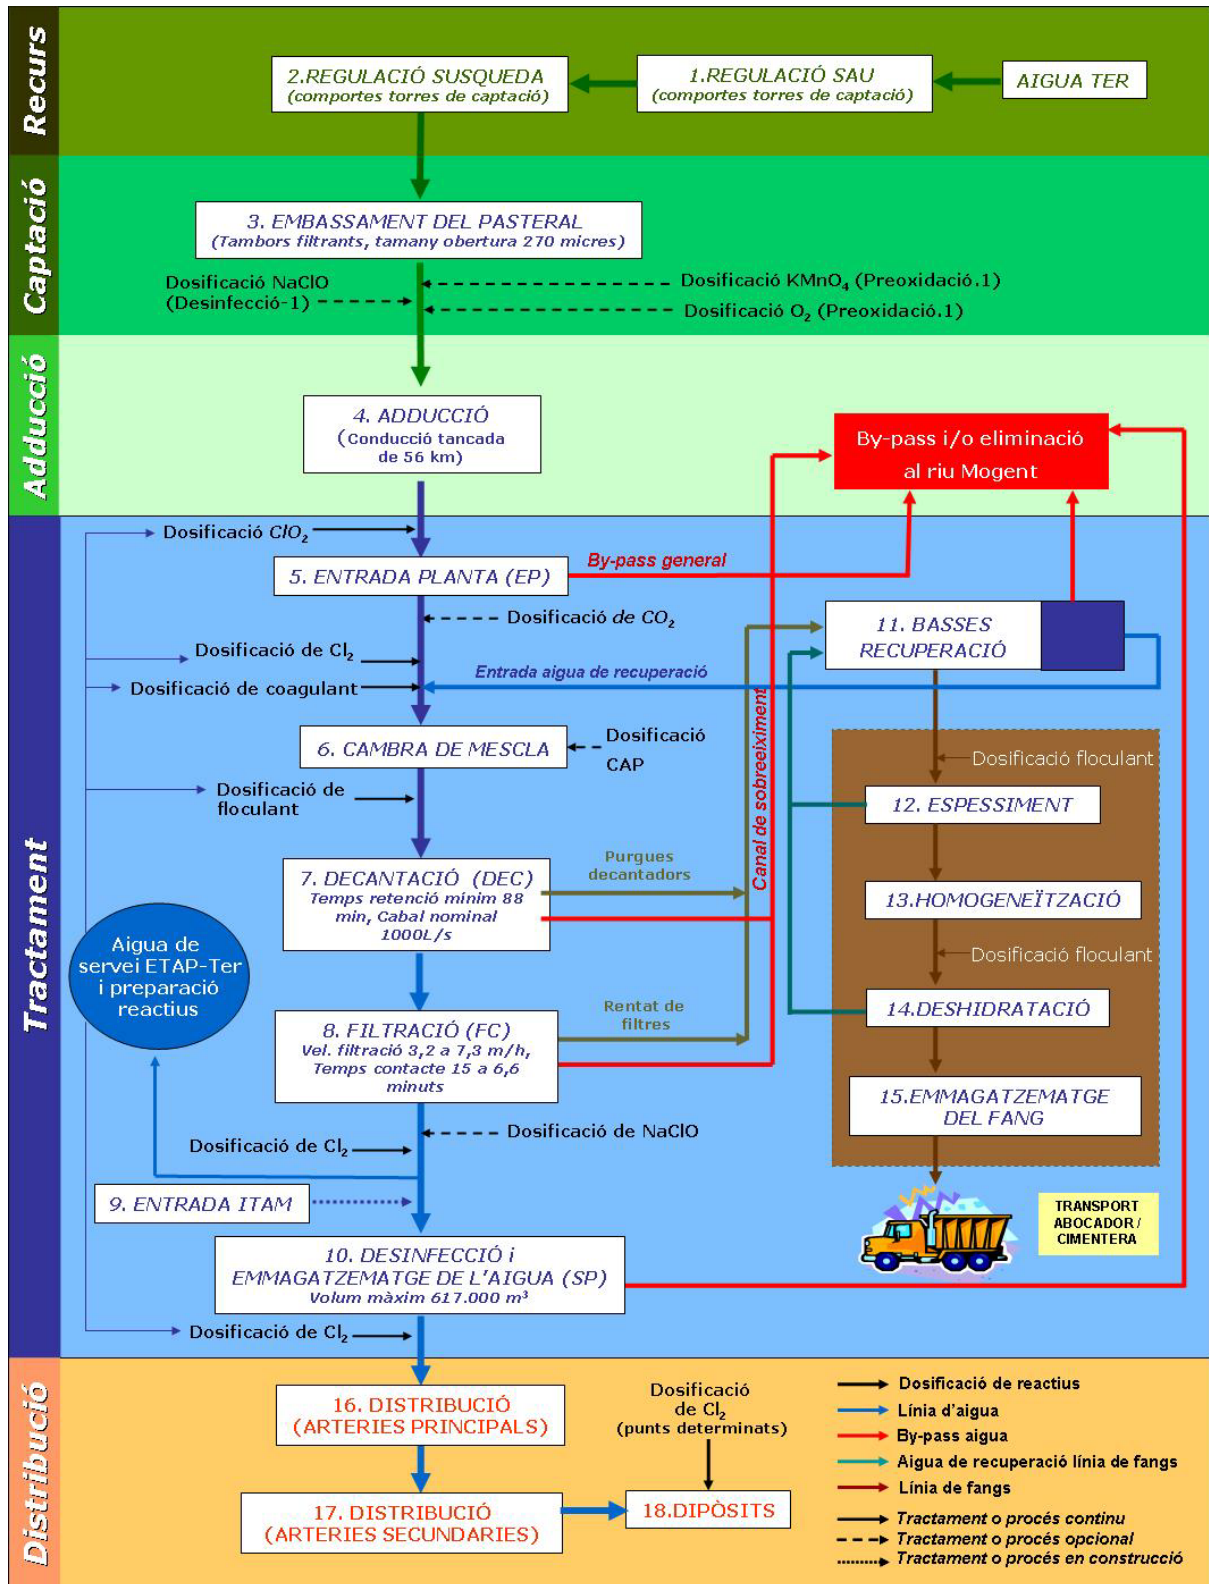 Recurs
2.REGULACIÓ SUSQUEDA
(comportes torres de captació)
1.REGULACIÓ SAU
(comportes torres de captació)
AIGUA TER
Captació
3. EMBASSAMENT DEL PASTERAL
(Tambors filtrants, tamany obertura 270 micres)
Dosificació NaClO
(Desinfecció-1)
Dosificació KMnO4 (Preoxidació.1)
Dosificació O2 (Preoxidació.1)
Adducció
4. ADDUCCIÓ
(Conducció tancada
de 56 km)
By-pass i/o eliminació
al riu Mogent
Tractament
Dosificació ClO2
5. ENTRADA PLANTA (EP)
By-pass general
Dosificació de CO2
11. BASSES
RECUPERACIÓ
Dosificació de Cl2
Entrada aigua de recuperació
Dosificació de coagulant
6. CAMBRA DE MESCLA
Dosificació
CAP
Canal de sobreeiximent
Dosificació floculant
Dosificació de
floculant
12. ESPESSIMENT
7. DECANTACIÓ (DEC)
Temps retenció minim 88
min, Cabal nominal
1000L/s
Purgues
decantadors
13.HOMOGENEÏTZACIÓ
Aigua de
servei ETAP-Ter
i preparació
reactius
Dosificació floculant
8. FILTRACIÓ (FC)
Vel. filtració 3,2 a 7,3 m/h,
Temps contacte 15 a 6,6
minuts
Rentat de
filtres
14.DESHIDRATACIÓ
15.EMMAGATZEMATGE
DEL FANG
Dosificació de NaClO
Dosificació de Cl2
9. ENTRADA ITAM
TRANSPORT
ABOCADOR /
CIMENTERA
10. DESINFECCIÓ i
EMMAGATZEMATGE DE L'AIGUA (SP)
Volum màxim 617.000 m³
Dosificació de Cl2
Distribució
16. DISTRIBUCIÓ
(ARTERIES PRINCIPALS)
Dosificació
de Cl2
(punts determinats)
17. DISTRIBUCIÓ
(ARTERIES SECUNDARIES)
18.DIPÒSITS
Dosificació de reactius
Línia d'aigua
By-pass aigua
Aigua de recuperació línia de fangs
Línia de fangs
Tractament o procés continu
Tractament o procés opcional
Tractament o procés en construcció